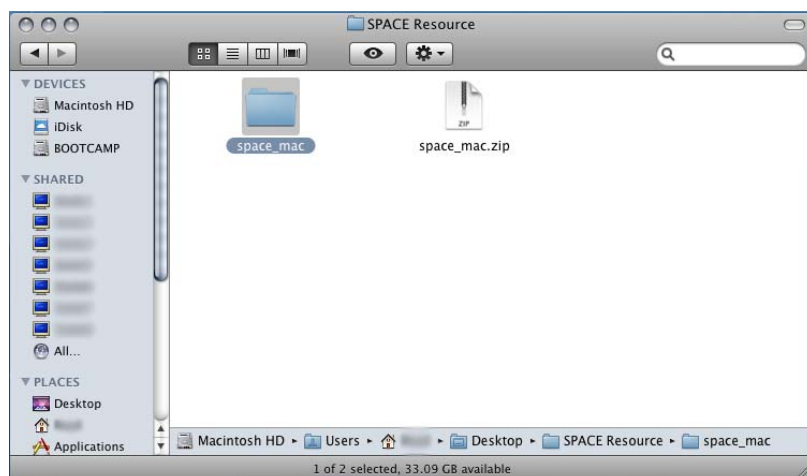 SPACE Resource
DEVICES
Macintosh HD
iDisk
BOOTCAMP
SHARED
All...
PLACES
Desktop
Applications
space_mac
ZIP
space_mac.zip
Macintosh HD ▸ Users ▸ ▸ Desktop ▸ SPACE Resource ▸ space_mac
1 of 2 selected, 33.09 GB available